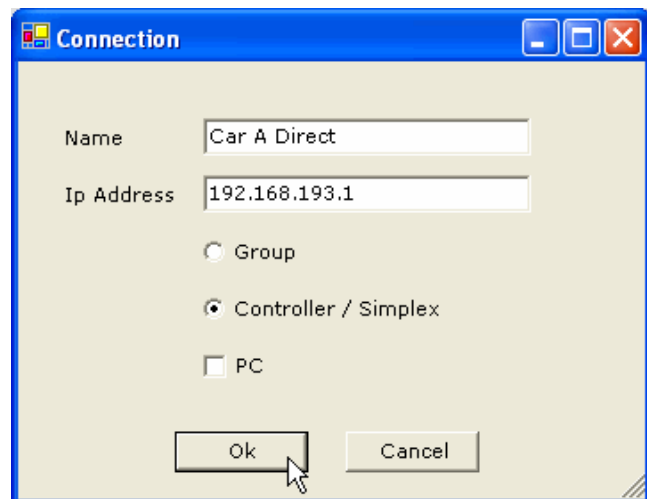 Connection
Name Car A Direct
Ip Address 192.168.193.1
Group
Controller / Simplex
PC
Ok Cancel